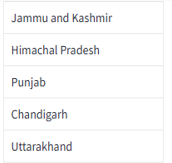 Jammu and Kashmir
Himachal Pradesh
Punjab
Chandigarh
Uttarakhand